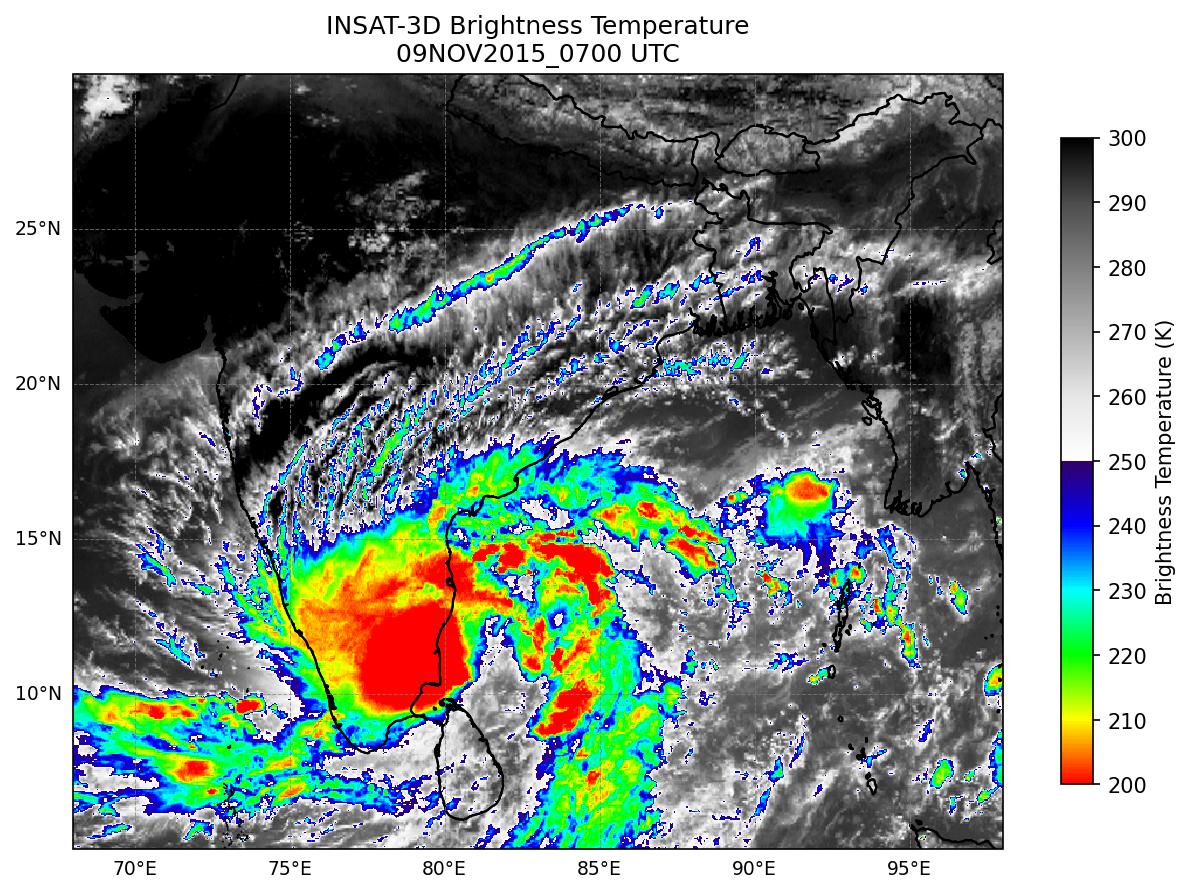 INSAT-3D Brightness Temperature
09NOV2015_0700 UTC
25°N
20°N
15°N
10°N
70°E
75°E
80°E
85°E
90°E
95°E
300
290
280
270
260
250
240
230
220
210
200
Brightness Temperature (K)